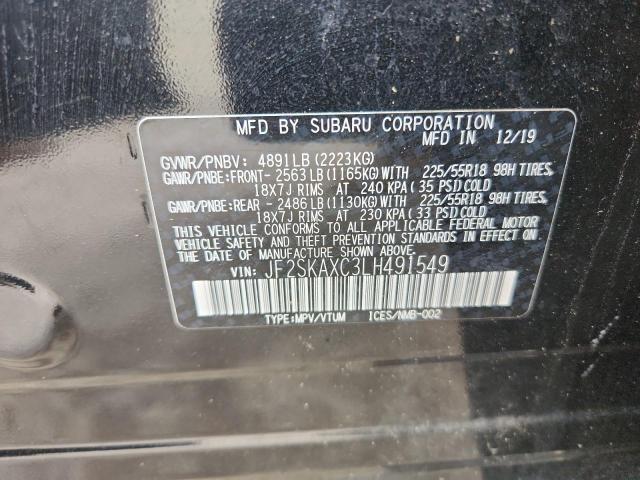 MFD BY SUBARU CORPORATION
MFD IN 12/19
GVWR/PNBV: 4891LB(2223KG)
GAWR/PNBE:FRONT- 2563LB(1165KG)WITH 225/55R18 98H TIRES,
18X7J RIMS AT 240 KPA(35 PSI)COLD
GAWR/PNBE:REAR - 2486LB(1130KG)WITH 225/55R18 98H TIRES,
18X7J RIMS AT 230 KPA(33 PSI)COLD
THIS VEHICLE CONFORMS TO ALL APPLICABLE FEDERAL MOTOR
VEHICLE SAFETY AND THEFT PREVENTION STANDARDS IN EFFECT ON
THE DATE OF MANUFACTURE SHOWN ABOVE.
VIN: JF2SKAXC3LH491549
TYPE:MPV/VTUM ICES/NMB-002